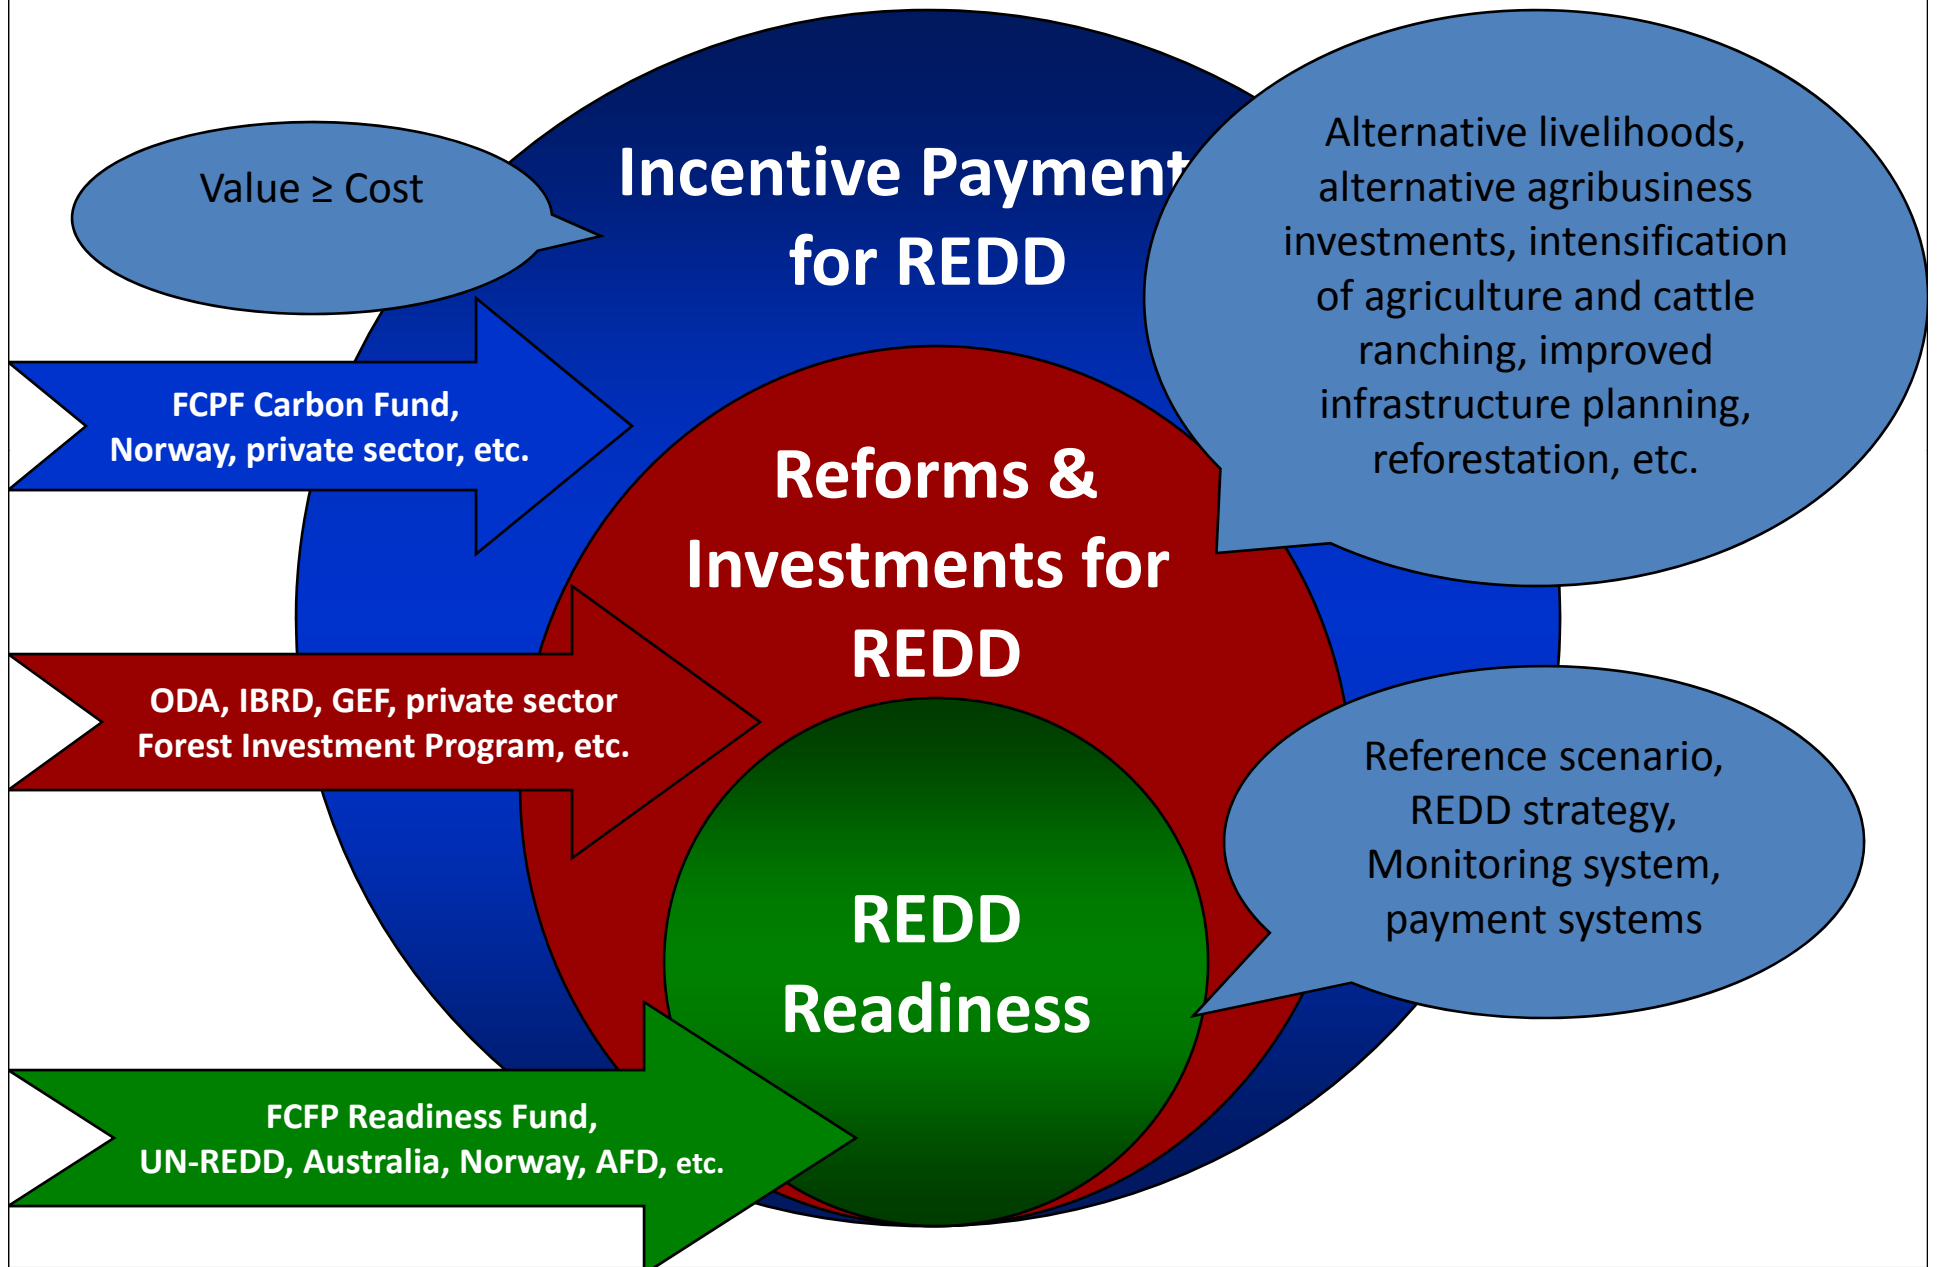 Value ≥ Cost
Incentive Payment
for REDD
Alternative livelihoods,
alternative agribusiness
investments, intensification
of agriculture and cattle
ranching, improved
infrastructure planning,
reforestation, etc.
FCPF Carbon Fund,
Norway, private sector, etc.
Reforms &
Investments for
REDD
ODA, IBRD, GEF, private sector
Forest Investment Program, etc.
Reference scenario,
REDD strategy,
Monitoring system,
payment systems
REDD
Readiness
FCFP Readiness Fund,
UN-REDD, Australia, Norway, AFD, etc.